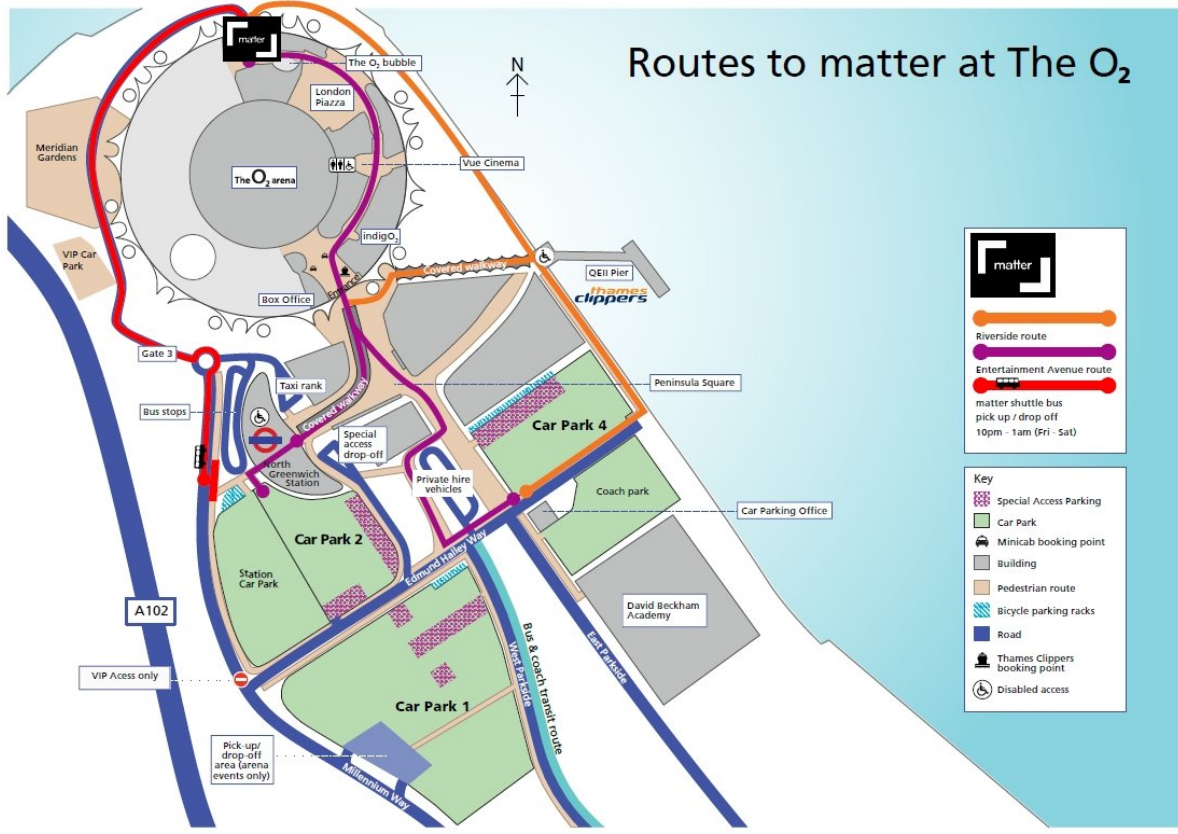 Routes to matter at The O2
matter
The O2 bubble
N
London
Piazza
Meridian
Gardens
Vue Cinema
The O2 arena
indigO2
VIP Car
Park
Covered walkway
QEII Pier
thames
clippers
Entrance
Box Office
Gate 3
Taxi rank
Peninsula Square
Bus stops
Covered walkway
Special
access
drop-off
Car Park 4
North
Greenwich
Station
Private hire
vehicles
Coach park
Car Parking Office
Car Park 2
Station
Car Park
Edmund Halley Way
A102
David Beckham
Academy
VIP Acess only
Car Park 1
West Parkside
Bus & coach transit route
East Parkside
Pick-up/
drop-off
area (arena
events only)
Millennium Way
matter
Riverside route
Entertainment Avenue route
matter shuttle bus
pick up / drop off
10pm - 1am (Fri - Sat)
Key
Special Access Parking
Car Park
Minicab booking point
Building
Pedestrian route
Bicycle parking racks
Road
Thames Clippers
booking point
Disabled access